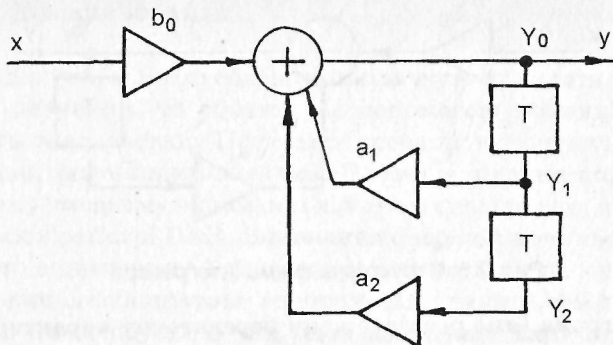 b₀
x
Y₀
y
T
a₁
Y₁
T
a₂
Y₂